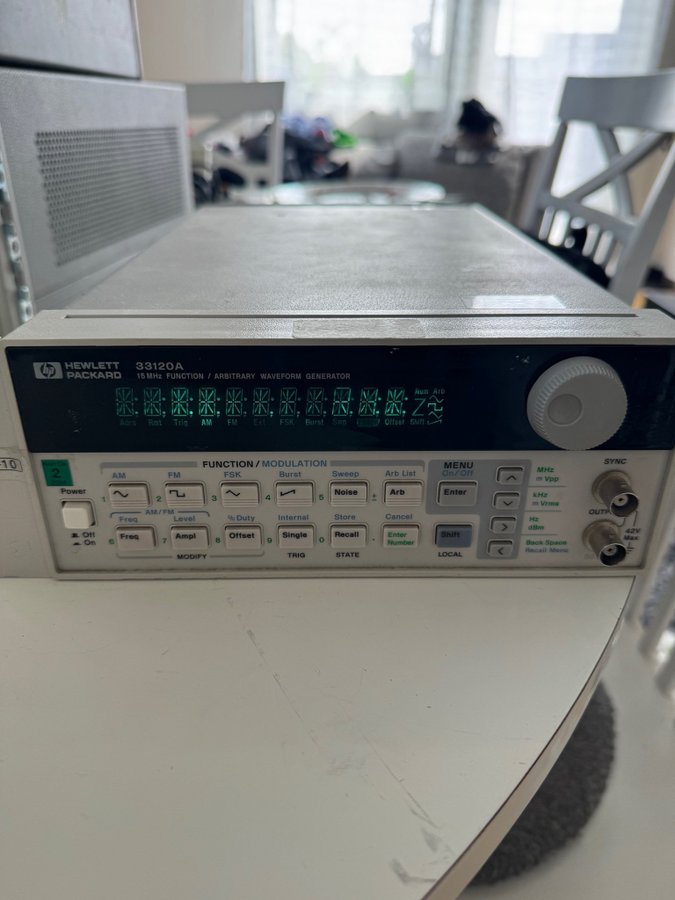 hp HEWLETT PACKARD 33120A
15 MHz FUNCTION / ARBITRARY WAVEFORM GENERATOR
Num Arb
Adrs Rmt Trig AM FM Ext FSK Burst Swp Offset Shift
FUNCTION / MODULATION
MENU
SYNC
AM FM FSK Burst Sweep Arb List On/Off MHz
mVpp
2
Power
1 2 3 4 5 Noise ± Arb Enter
kHz
mVrms
AM/FM
OUTPUT
Freq Level % Duty Internal Store Cancel
Hz
dBm
Off
On
6 Freq 7 Ampl 8 Offset 9 Single 0 Recall . Enter Number Shift
Back Space
Recall Menu
42V
Max.
MODIFY TRIG STATE LOCAL
-10